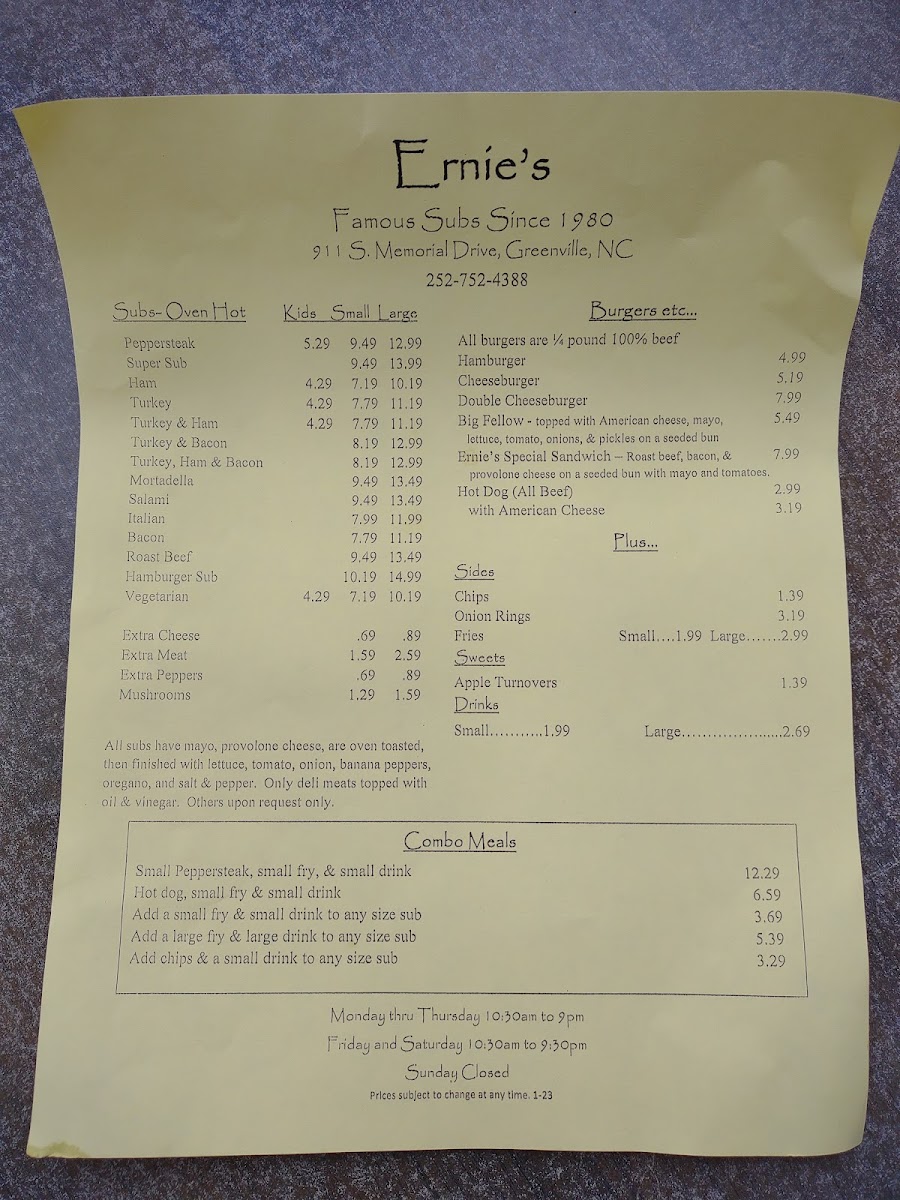 Ernie's
Famous Subs Since 1980
911 S. Memorial Drive, Greenville, NC
252-752-4388
Subs- Oven Hot Kids Small Large
Peppersteak 5.29 9.49 12.99
Super Sub 9.49 13.99
Ham 4.29 7.19 10.19
Turkey 4.29 7.79 11.19
Turkey & Ham 4.29 7.79 11.19
Turkey & Bacon 8.19 12.99
Turkey, Ham & Bacon 8.19 12.99
Mortadella 9.49 13.49
Salami 9.49 13.49
Italian 7.99 11.99
Bacon 7.79 11.19
Roast Beef 9.49 13.49
Hamburger Sub 10.19 14.99
Vegetarian 4.29 7.19 10.19
Extra Cheese .69 .89
Extra Meat 1.59 2.59
Extra Peppers .69 .89
Mushrooms 1.29 1.59
All subs have mayo, provolone cheese, are oven toasted,
then finished with lettuce, tomato, onion, banana peppers,
oregano, and salt & pepper. Only deli meats topped with
oil & vinegar. Others upon request only.
Burgers etc...
All burgers are ¼ pound 100% beef
Hamburger 4.99
Cheeseburger 5.19
Double Cheeseburger 7.99
Big Fellow - topped with American cheese, mayo, 5.49
lettuce, tomato, onions, & pickles on a seeded bun
Ernie's Special Sandwich – Roast beef, bacon, & 7.99
provolone cheese on a seeded bun with mayo and tomatoes.
Hot Dog (All Beef) 2.99
with American Cheese 3.19
Plus...
Sides
Chips 1.39
Onion Rings 3.19
Fries Small....1.99 Large.......2.99
Sweets
Apple Turnovers 1.39
Drinks
Small...........1.99 Large......................2.69
Combo Meals
Small Peppersteak, small fry, & small drink 12.29
Hot dog, small fry & small drink 6.59
Add a small fry & small drink to any size sub 3.69
Add a large fry & large drink to any size sub 5.39
Add chips & a small drink to any size sub 3.29
Monday thru Thursday 10:30am to 9pm
Friday and Saturday 10:30am to 9:30pm
Sunday Closed
Prices subject to change at any time. 1-23